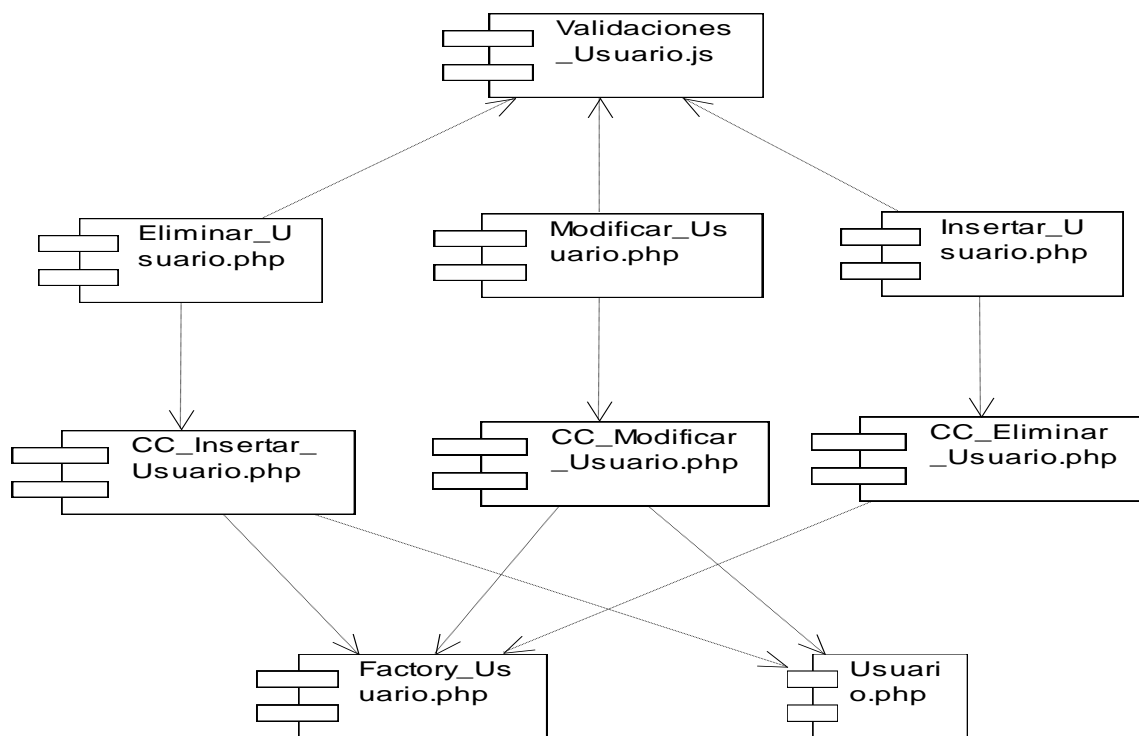 Validaciones
_Usuario.js
Eliminar_U
suario.php
Modificar_Us
uario.php
Insertar_U
suario.php
CC_Insertar_
Usuario.php
CC_Modificar
_Usuario.php
CC_Eliminar
_Usuario.php
Factory_Us
uario.php
Usuari
o.php